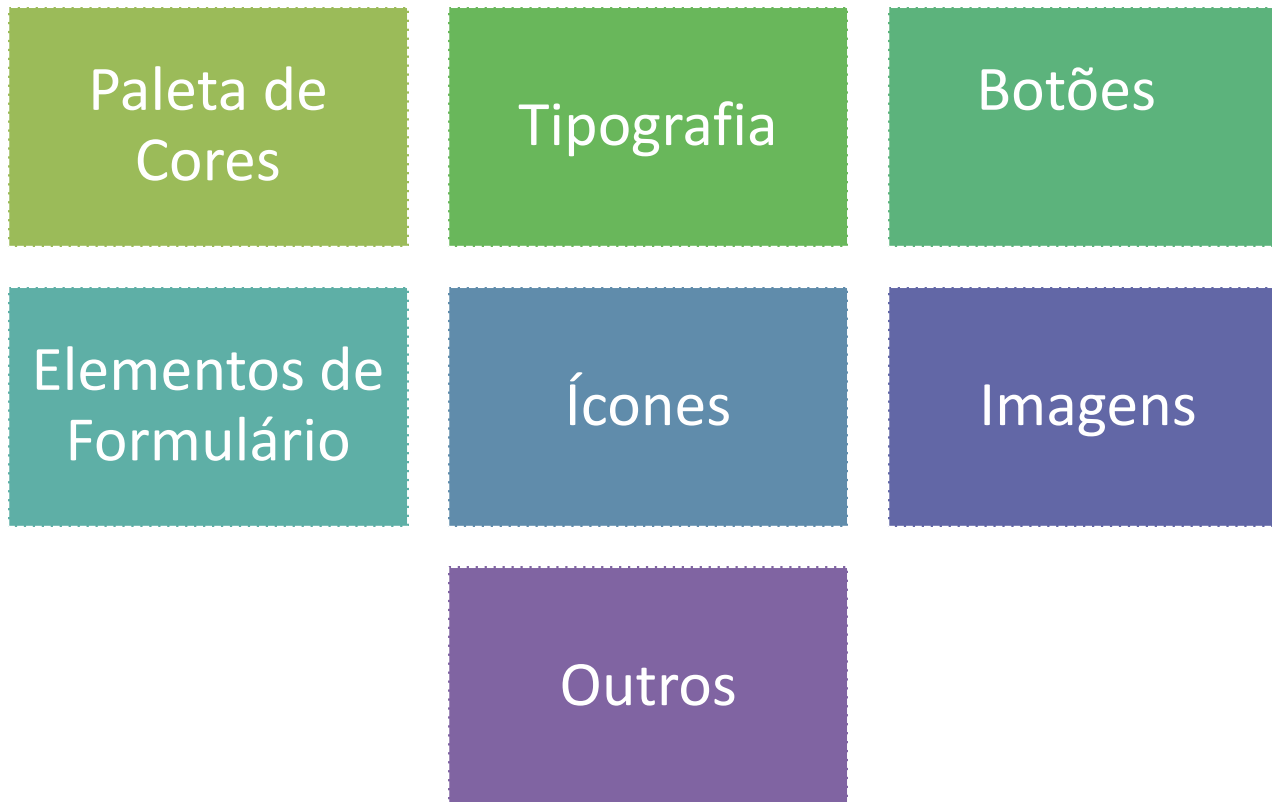 Paleta de
Cores
Tipografia
Botões
Elementos de
Formulário
Ícones
Imagens
Outros